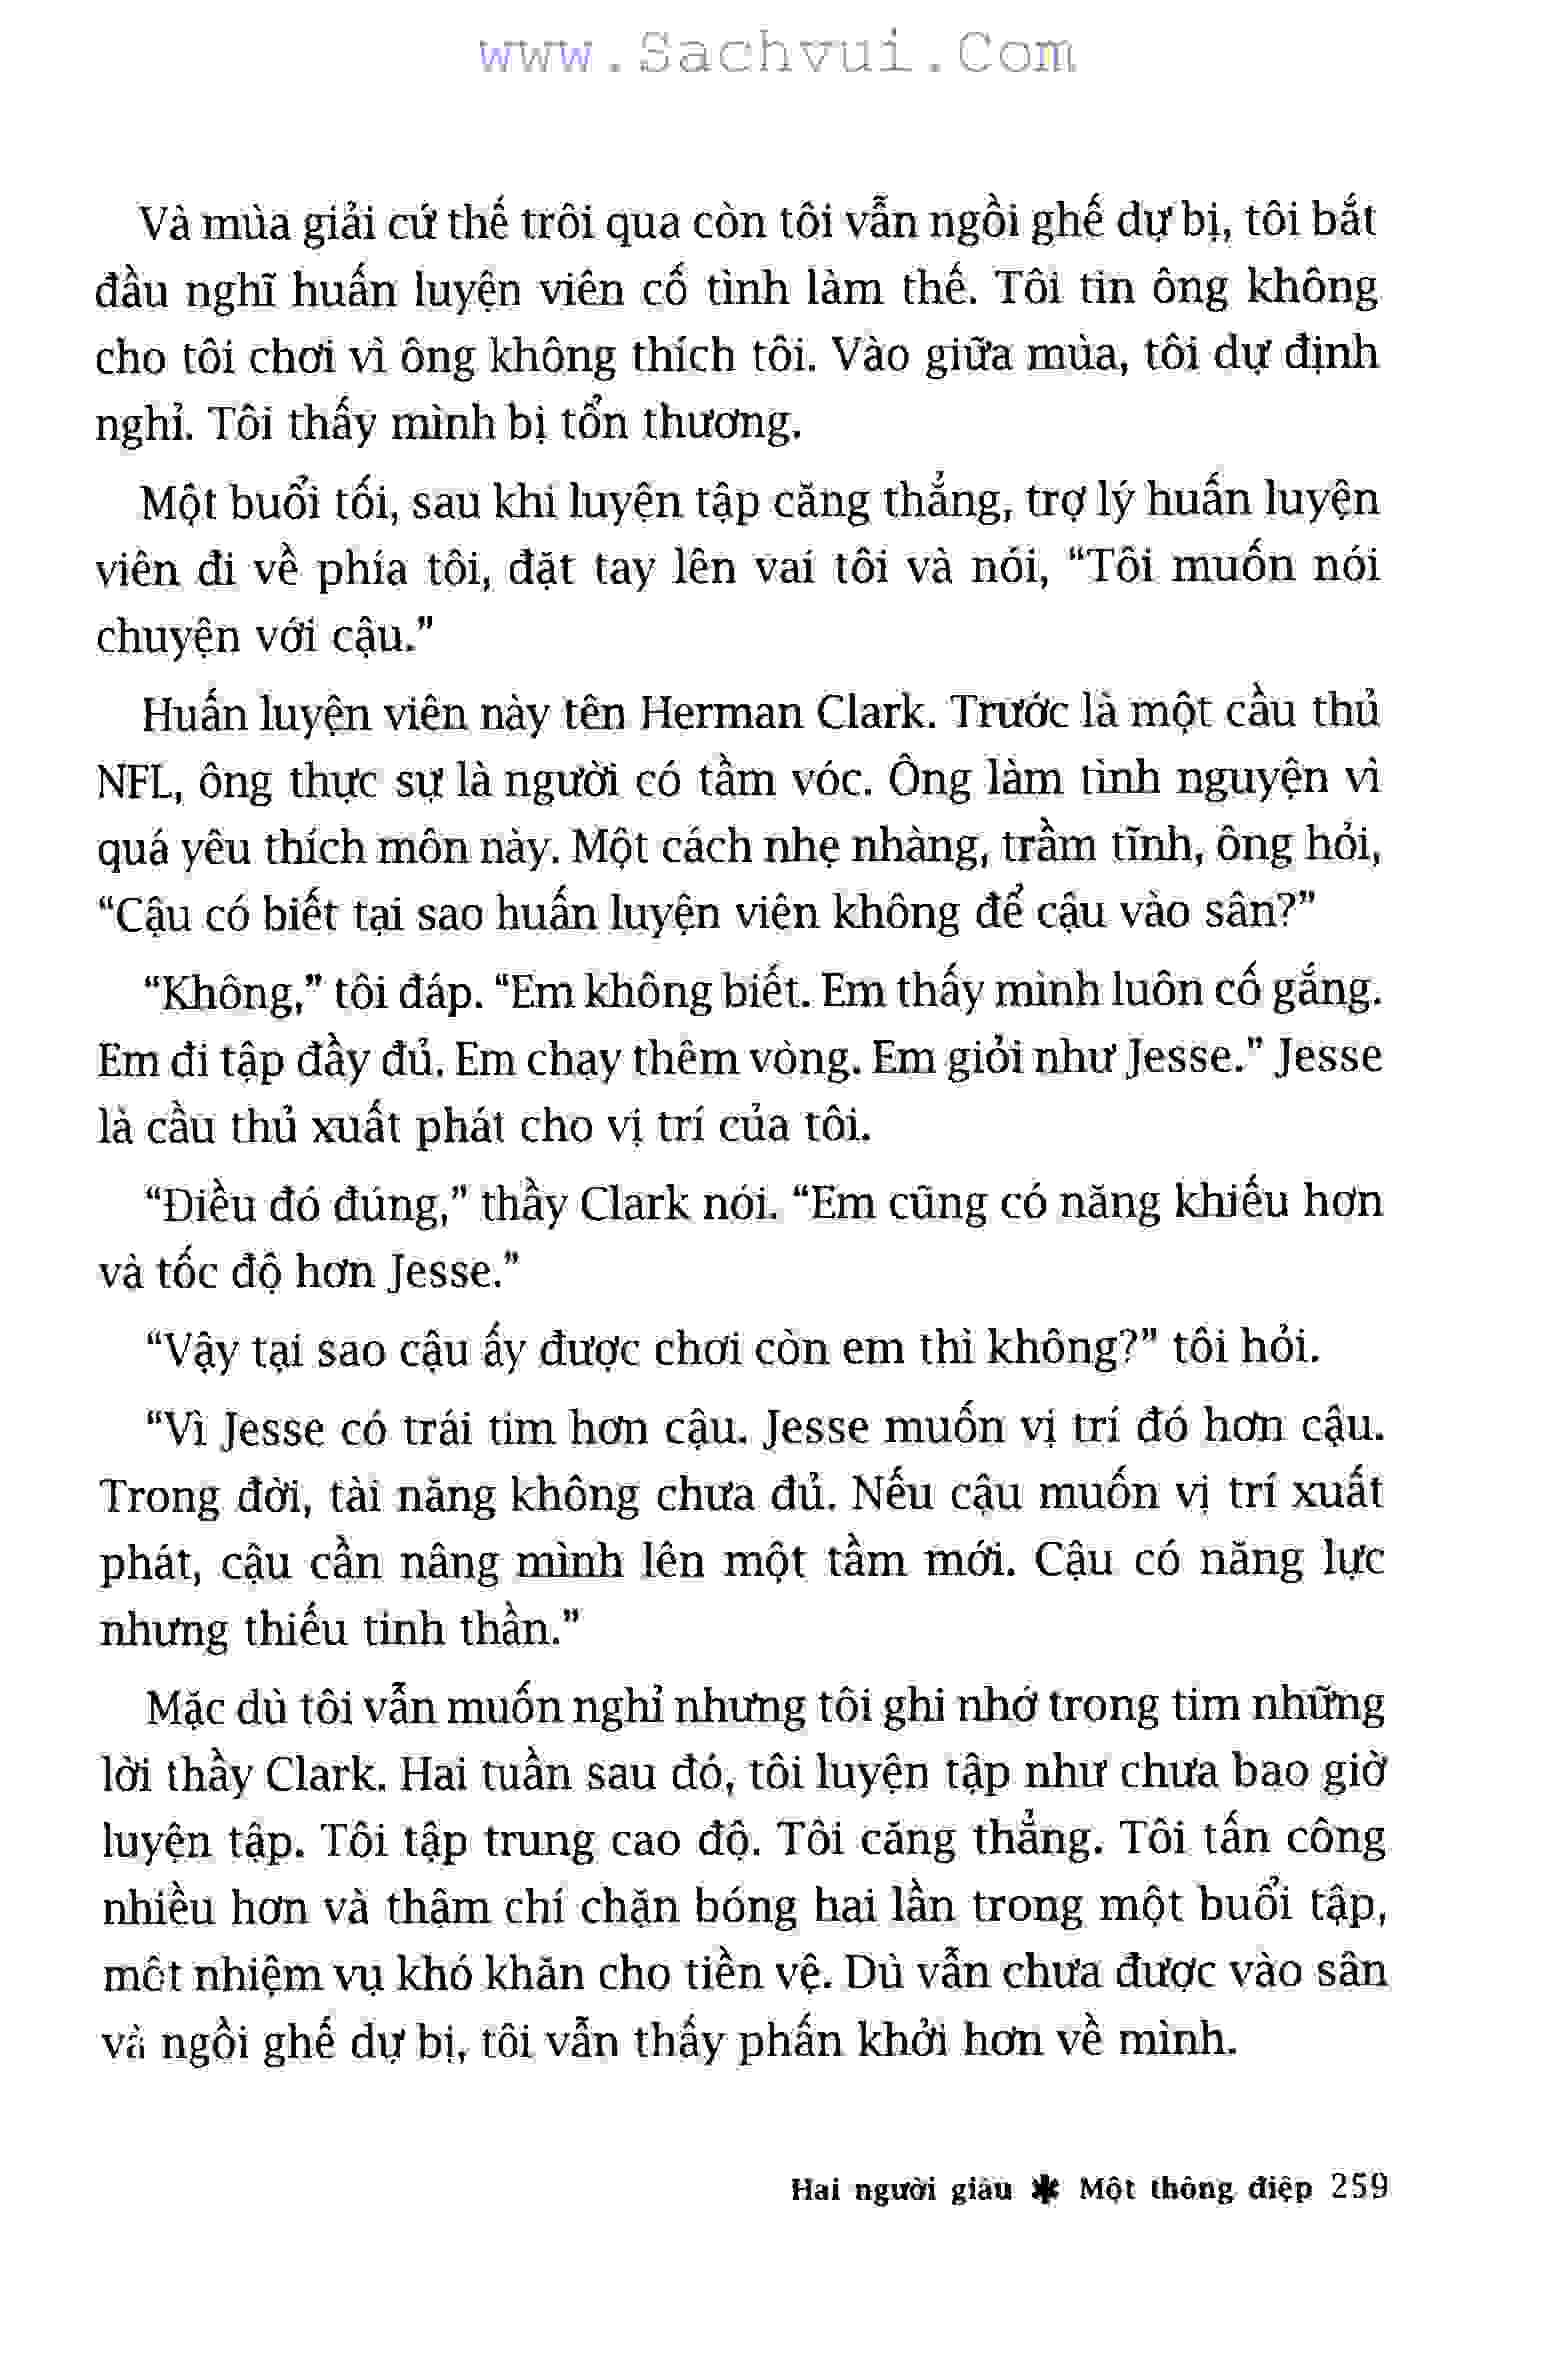 www.Sachvui.Com
Và mùa giải cứ thế trôi qua còn tôi vẫn ngồi ghế dự bị, tôi bắt
đầu nghĩ huấn luyện viên cố tình làm thế. Tôi tin ông không
cho tôi chơi vì ông không thích tôi. Vào giữa mùa, tôi dự định
nghỉ. Tôi thấy mình bị tổn thương.
Một buổi tối, sau khi luyện tập căng thẳng, trợ lý huấn luyện
viên đi về phía tôi, đặt tay lên vai tôi và nói, “Tôi muốn nói
chuyện với cậu.”
Huấn luyện viên này tên Herman Clark. Trước là một cầu thủ
NFL, ông thực sự là người có tầm vóc. Ông làm tình nguyện vì
quá yêu thích môn này. Một cách nhẹ nhàng, trầm tĩnh, ông hỏi,
“Cậu có biết tại sao huấn luyện viên không để cậu vào sân?”
“Không,” tôi đáp. “Em không biết. Em thấy mình luôn cố gắng.
Em đi tập đầy đủ. Em chạy thêm vòng. Em giỏi như Jesse.” Jesse
là cầu thủ xuất phát cho vị trí của tôi.
“Điều đó đúng,” thầy Clark nói. “Em cũng có năng khiếu hơn
và tốc độ hơn Jesse.”
“Vậy tại sao cậu ấy được chơi còn em thì không?” tôi hỏi.
“Vì Jesse có trái tim hơn cậu. Jesse muốn vị trí đó hơn cậu.
Trong đời, tài năng không chưa đủ. Nếu cậu muốn vị trí xuất
phát, cậu cần nâng mình lên một tầm mới. Cậu có năng lực
nhưng thiếu tinh thần.”
Mặc dù tôi vẫn muốn nghỉ nhưng tôi ghi nhớ trong tim những
lời thầy Clark. Hai tuần sau đó, tôi luyện tập như chưa bao giờ
luyện tập. Tôi tập trung cao độ. Tôi căng thẳng. Tôi tấn công
nhiều hơn và thậm chí chặn bóng hai lần trong một buổi tập,
một nhiệm vụ khó khăn cho tiền vệ. Dù vẫn chưa được vào sân
và ngồi ghế dự bị, tôi vẫn thấy phấn khởi hơn về mình.
Hai người giàu ✱ Một thông điệp 259